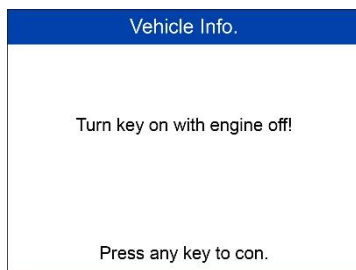 Vehicle Info.
Turn key on with engine off!
Press any key to con.